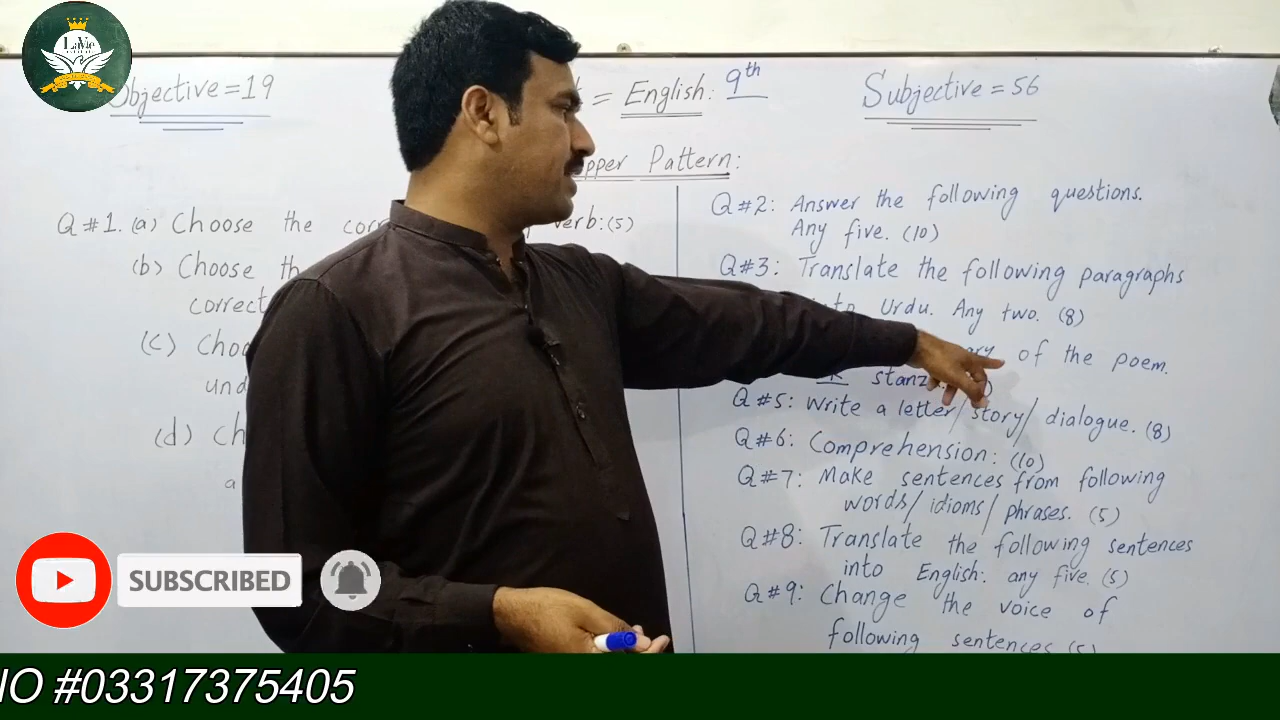 Objective = 19
= English: 9th
Subjective = 56
Pattern:
Q#1. (a) Choose the verb: (5)
(b) Choose
correct
(c)
(d)
Q#2: Answer the following questions.
Any five. (10)
Q#3: Translate the following paragraphs
into Urdu. Any two. (8)
of the poem.
Q#5: Write a letter/story/dialogue. (8)
Q#6: Comprehension: (10)
Q#7: Make sentences from following
words/idioms/phrases. (5)
Q#8: Translate the following sentences
into English: any five. (5)
Q#9: Change the voice of
following sentences (5)
SUBSCRIBED
#03317375405